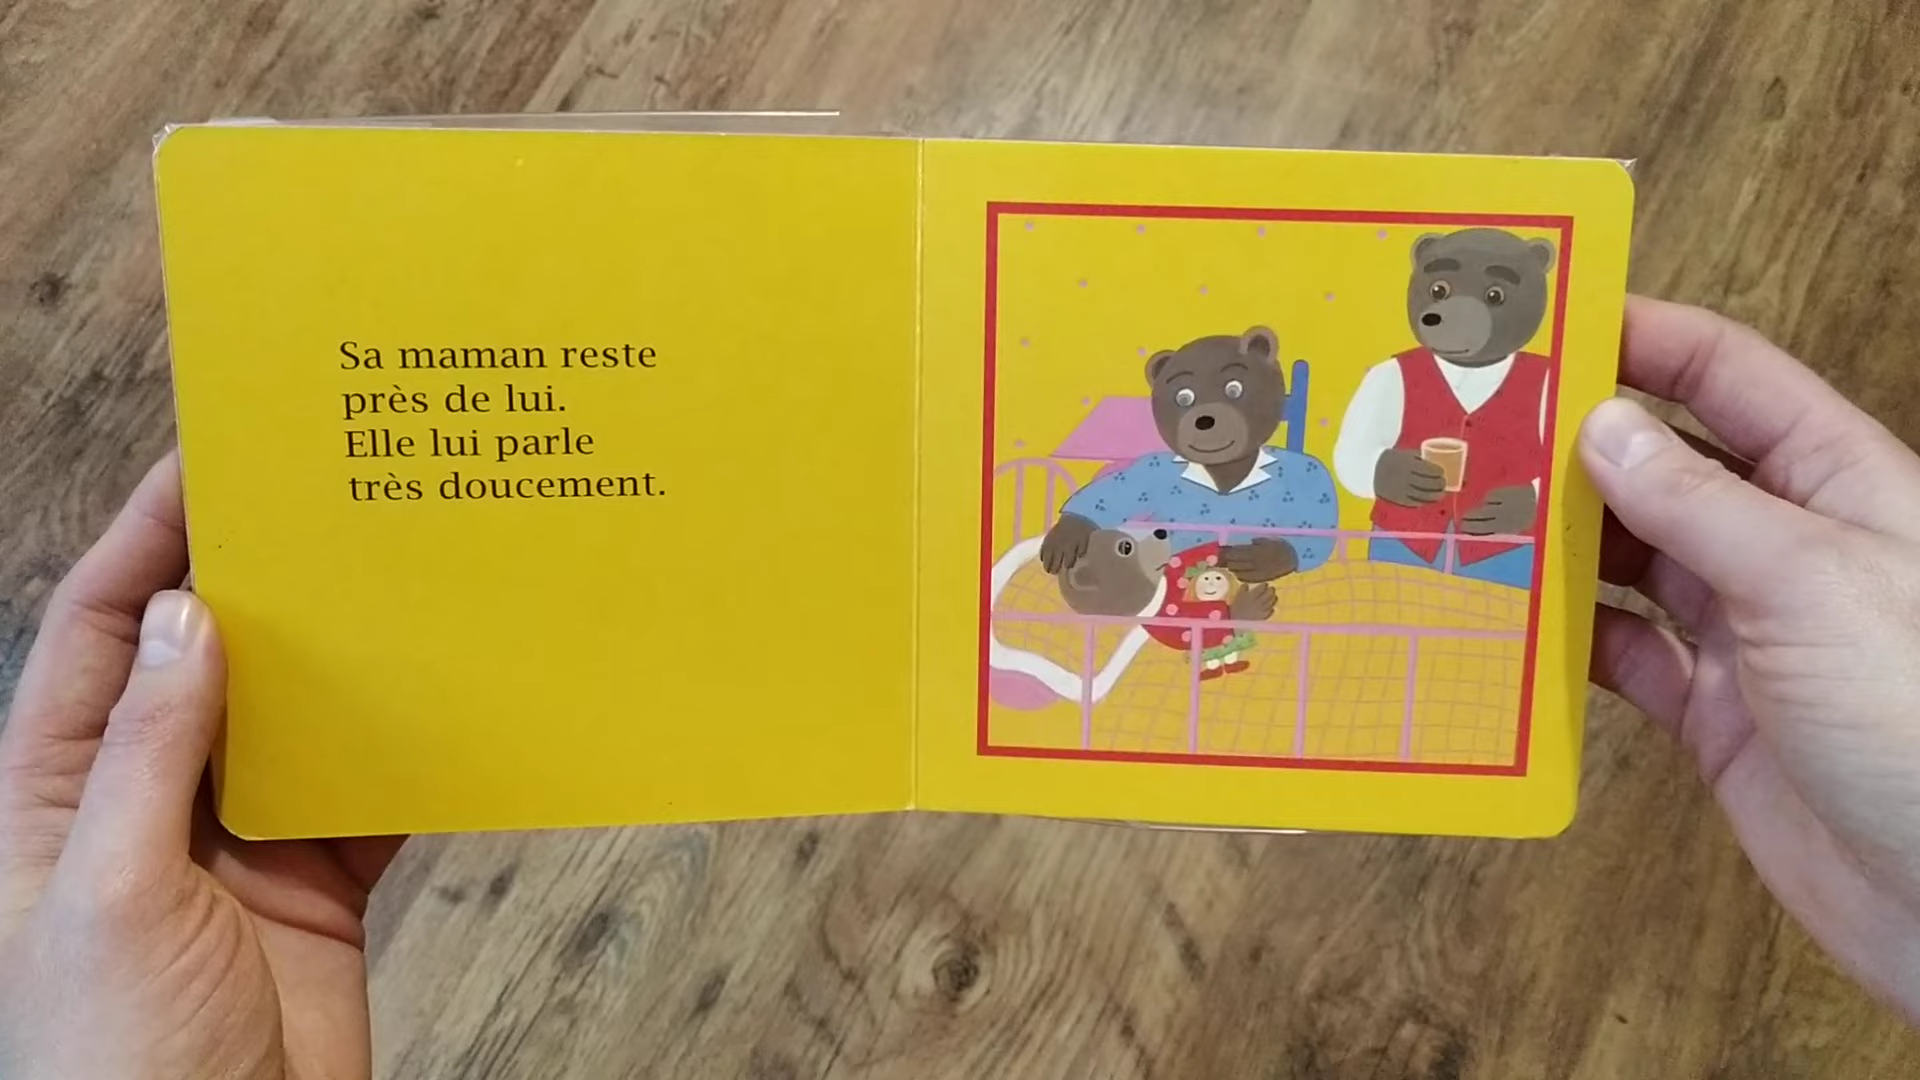 Sa maman reste
près de lui.
Elle lui parle
très doucement.